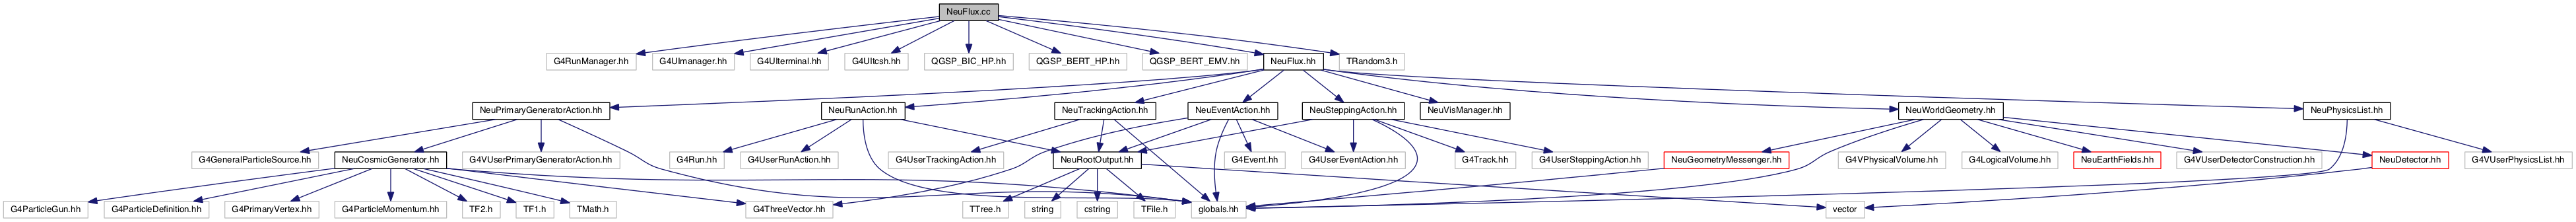 NeuFlux.cc
G4RunManager.hh
G4UImanager.hh
G4UIterminal.hh
G4UItcsh.hh
QGSP_BIC_HP.hh
QGSP_BERT_HP.hh
QGSP_BERT_EMV.hh
NeuFlux.hh
TRandom3.h
NeuPrimaryGeneratorAction.hh
NeuRunAction.hh
NeuTrackingAction.hh
NeuEventAction.hh
NeuSteppingAction.hh
NeuVisManager.hh
NeuWorldGeometry.hh
NeuPhysicsList.hh
G4GeneralParticleSource.hh
NeuCosmicGenerator.hh
G4VUserPrimaryGeneratorAction.hh
G4Run.hh
G4UserRunAction.hh
G4UserTrackingAction.hh
NeuRootOutput.hh
G4Event.hh
G4UserEventAction.hh
G4Track.hh
G4UserSteppingAction.hh
NeuGeometryMessenger.hh
G4VPhysicalVolume.hh
G4LogicalVolume.hh
NeuEarthFields.hh
G4VUserDetectorConstruction.hh
NeuDetector.hh
G4VUserPhysicsList.hh
G4ParticleGun.hh
G4ParticleDefinition.hh
G4PrimaryVertex.hh
G4ParticleMomentum.hh
TF2.h
TF1.h
TMath.h
G4ThreeVector.hh
TTree.h
string
cstring
TFile.h
globals.hh
vector